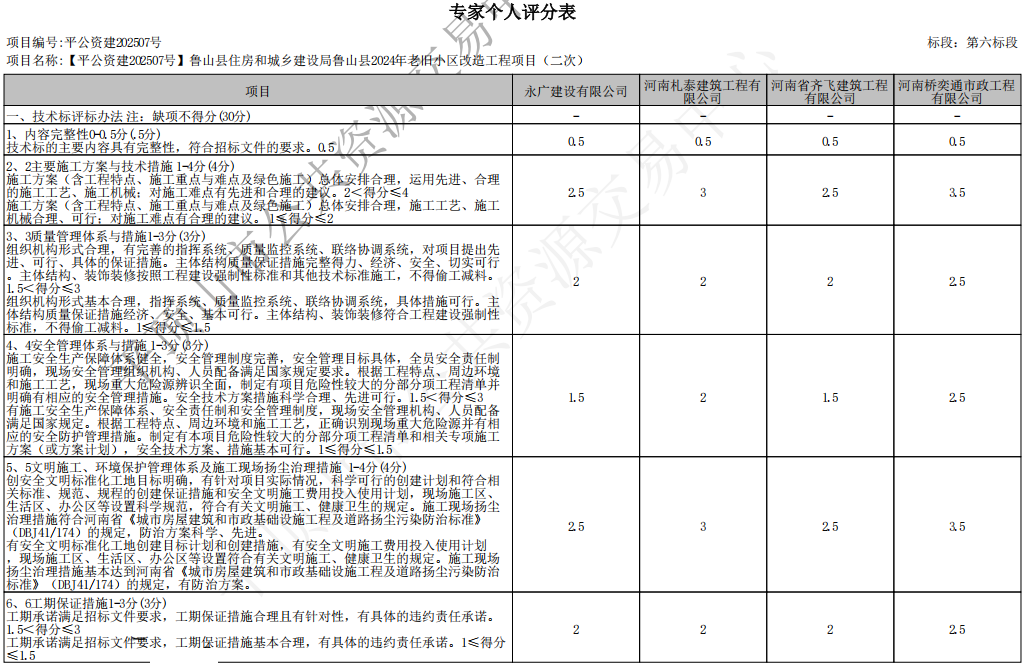 专家个人评分表
项目编号:平公资建202507号 标段: 第六标段
项目名称:【平公资建202507号】鲁山县住房和城乡建设局鲁山县2024年老旧小区改造工程项目（二次）
项目 永广建设有限公司 河南札泰建筑工程有限公司 河南省齐飞建筑工程有限公司 河南桥奕通市政工程有限公司
一、技术标评标办法 注: 缺项不得分(30分) - - - -
1、内容完整性0-0.5分(.5分)
技术标的主要内容具有完整性，符合招标文件的要求。0.5 0.5 0.5 0.5 0.5
2、2主要施工方案与技术措施 1-4分(4分)
施工方案（含工程特点、施工重点与难点及绿色施工）总体安排合理，运用先进、合理
的施工工艺、施工机械；对施工难点有先进和合理的建议。2＜得分≤4
施工方案（含工程特点、施工重点与难点及绿色施工）总体安排合理，施工工艺、施工
机械合理、可行；对施工难点有合理的建议。1≤得分≤2
2.5 3 2.5 3.5
3、3质量管理体系与措施1-3分(3分)
组织机构形式合理，有完善的指挥系统、质量监控系统、联络协调系统，对项目提出先
进、可行、具体的保证措施。主体结构质量保证措施完整得力、经济、安全、切实可行
。主体结构、装饰装修按照工程建设强制性标准和其他技术标准施工，不得偷工减料。
1.5＜得分≤3
组织机构形式基本合理，指挥系统、质量监控系统、联络协调系统，具体措施可行。主
体结构质量保证措施经济、安全、基本可行。主体结构、装饰装修符合工程建设强制性
标准，不得偷工减料。1≤得分≤1.5
2 2 2 2.5
4、4安全管理体系与措施 1-3分(3分)
施工安全生产保障体系健全，安全管理制度完善，安全管理目标具体，全员安全责任制
明确，现场安全管理组织机构、人员配备满足国家规定要求。根据工程特点、周边环境
和施工工艺，现场重大危险源辨识全面，制定有项目危险性较大的分部分项工程清单并
明确有相应的安全管理措施。安全技术方案措施科学合理、先进可行。1.5＜得分≤3
有施工安全生产保障体系、安全责任制和安全管理制度，现场安全管理机构、人员配备
满足国家规定。根据工程特点、周边环境和施工工艺，正确识别现场重大危险源并有相
应的安全防护管理措施。制定有本项目危险性较大的分部分项工程清单和相关专项施工
方案（或方案计划），安全技术方案、措施基本可行。1≤得分≤1.5
1.5 2 1.5 2.5
5、5文明施工、环境保护管理体系及施工现场扬尘治理措施 1-4分(4分)
创安全文明标准化工地目标明确，有针对项目实际情况，科学可行的创建计划和符合相
关标准、规范、规程的创建保证措施和安全文明施工费用投入使用计划，现场施工区、
生活区、办公区等设置科学规范，符合有关文明施工、健康卫生的规定。施工现场扬尘
治理措施符合河南省《城市房屋建筑和市政基础设施工程及道路扬尘污染防治标准》
（DBJ41/174）的规定，防治方案科学、先进。
有安全文明标准化工地创建目标计划和创建措施，有安全文明施工费用投入使用计划
，现场施工区、生活区、办公区等设置符合有关文明施工、健康卫生的规定。施工现场
扬尘治理措施基本达到河南省《城市房屋建筑和市政基础设施工程及道路扬尘污染防治
标准》（DBJ41/174）的规定，有防治方案。
2.5 3 2.5 3.5
6、6工期保证措施1-3分(3分)
工期承诺满足招标文件要求，工期保证措施合理且有针对性，有具体的违约责任承诺。
1.5＜得分≤3
工期承诺满足招标文件要求，工期保证措施基本合理，有具体的违约责任承诺。1≤得分
≤1.5
2 2 2 2.5